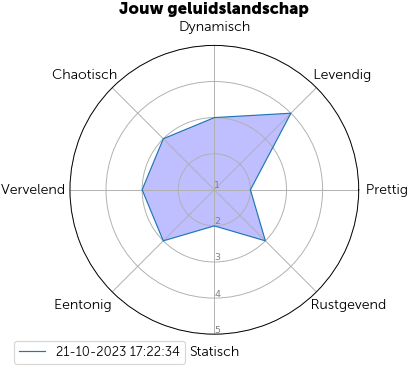 Jouw geluidslandschap
Dynamisch
Chaotisch
Levendig
Vervelend
1
Prettig
2
3
Eentonig
4
Rustgevend
5
21-10-2023 17:22:34
Statisch